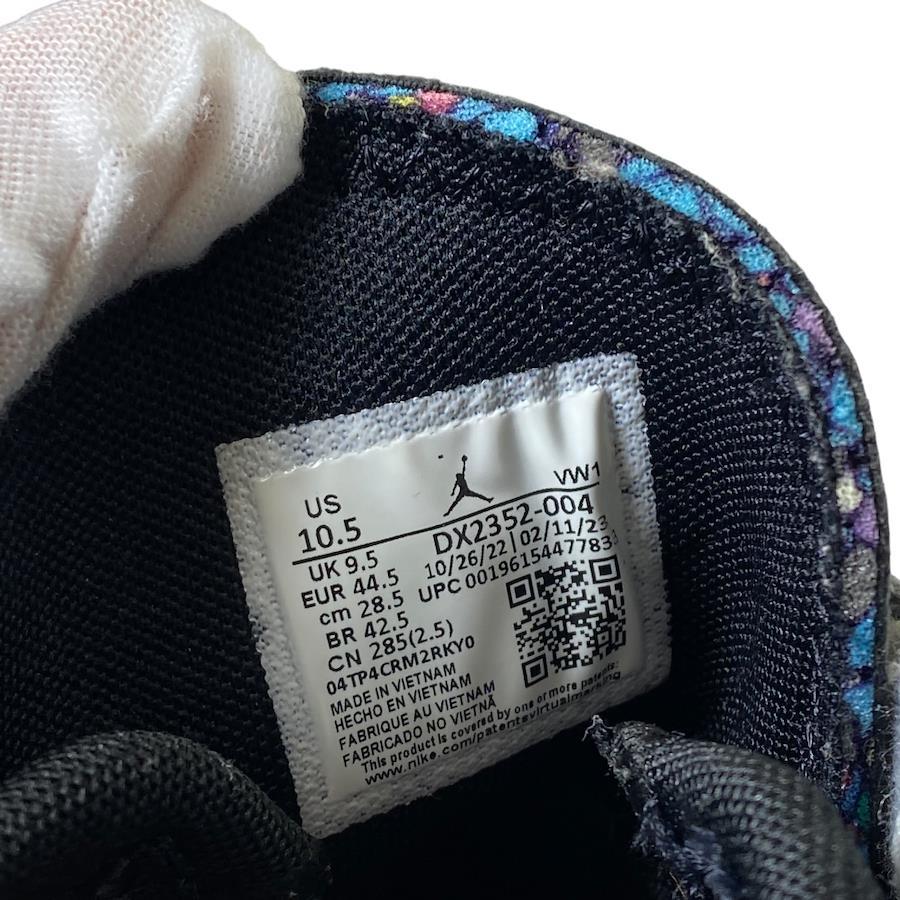 US
10.5
UK 9.5
EUR 44.5
cm 28.5
BR 42.5
CN 285(2.5)
04TP4CRM2RKY0
VW1
DX2352-004
10/26/22 | 02/11/23
UPC 00196154477833
MADE IN VIETNAM
HECHO EN VIETNAM
FABRIQUE AU VIETNAM
FABRICADO NO VIETNÃ
This product is covered by one or more patents:
www.nike.com/patentsvirtualmarking